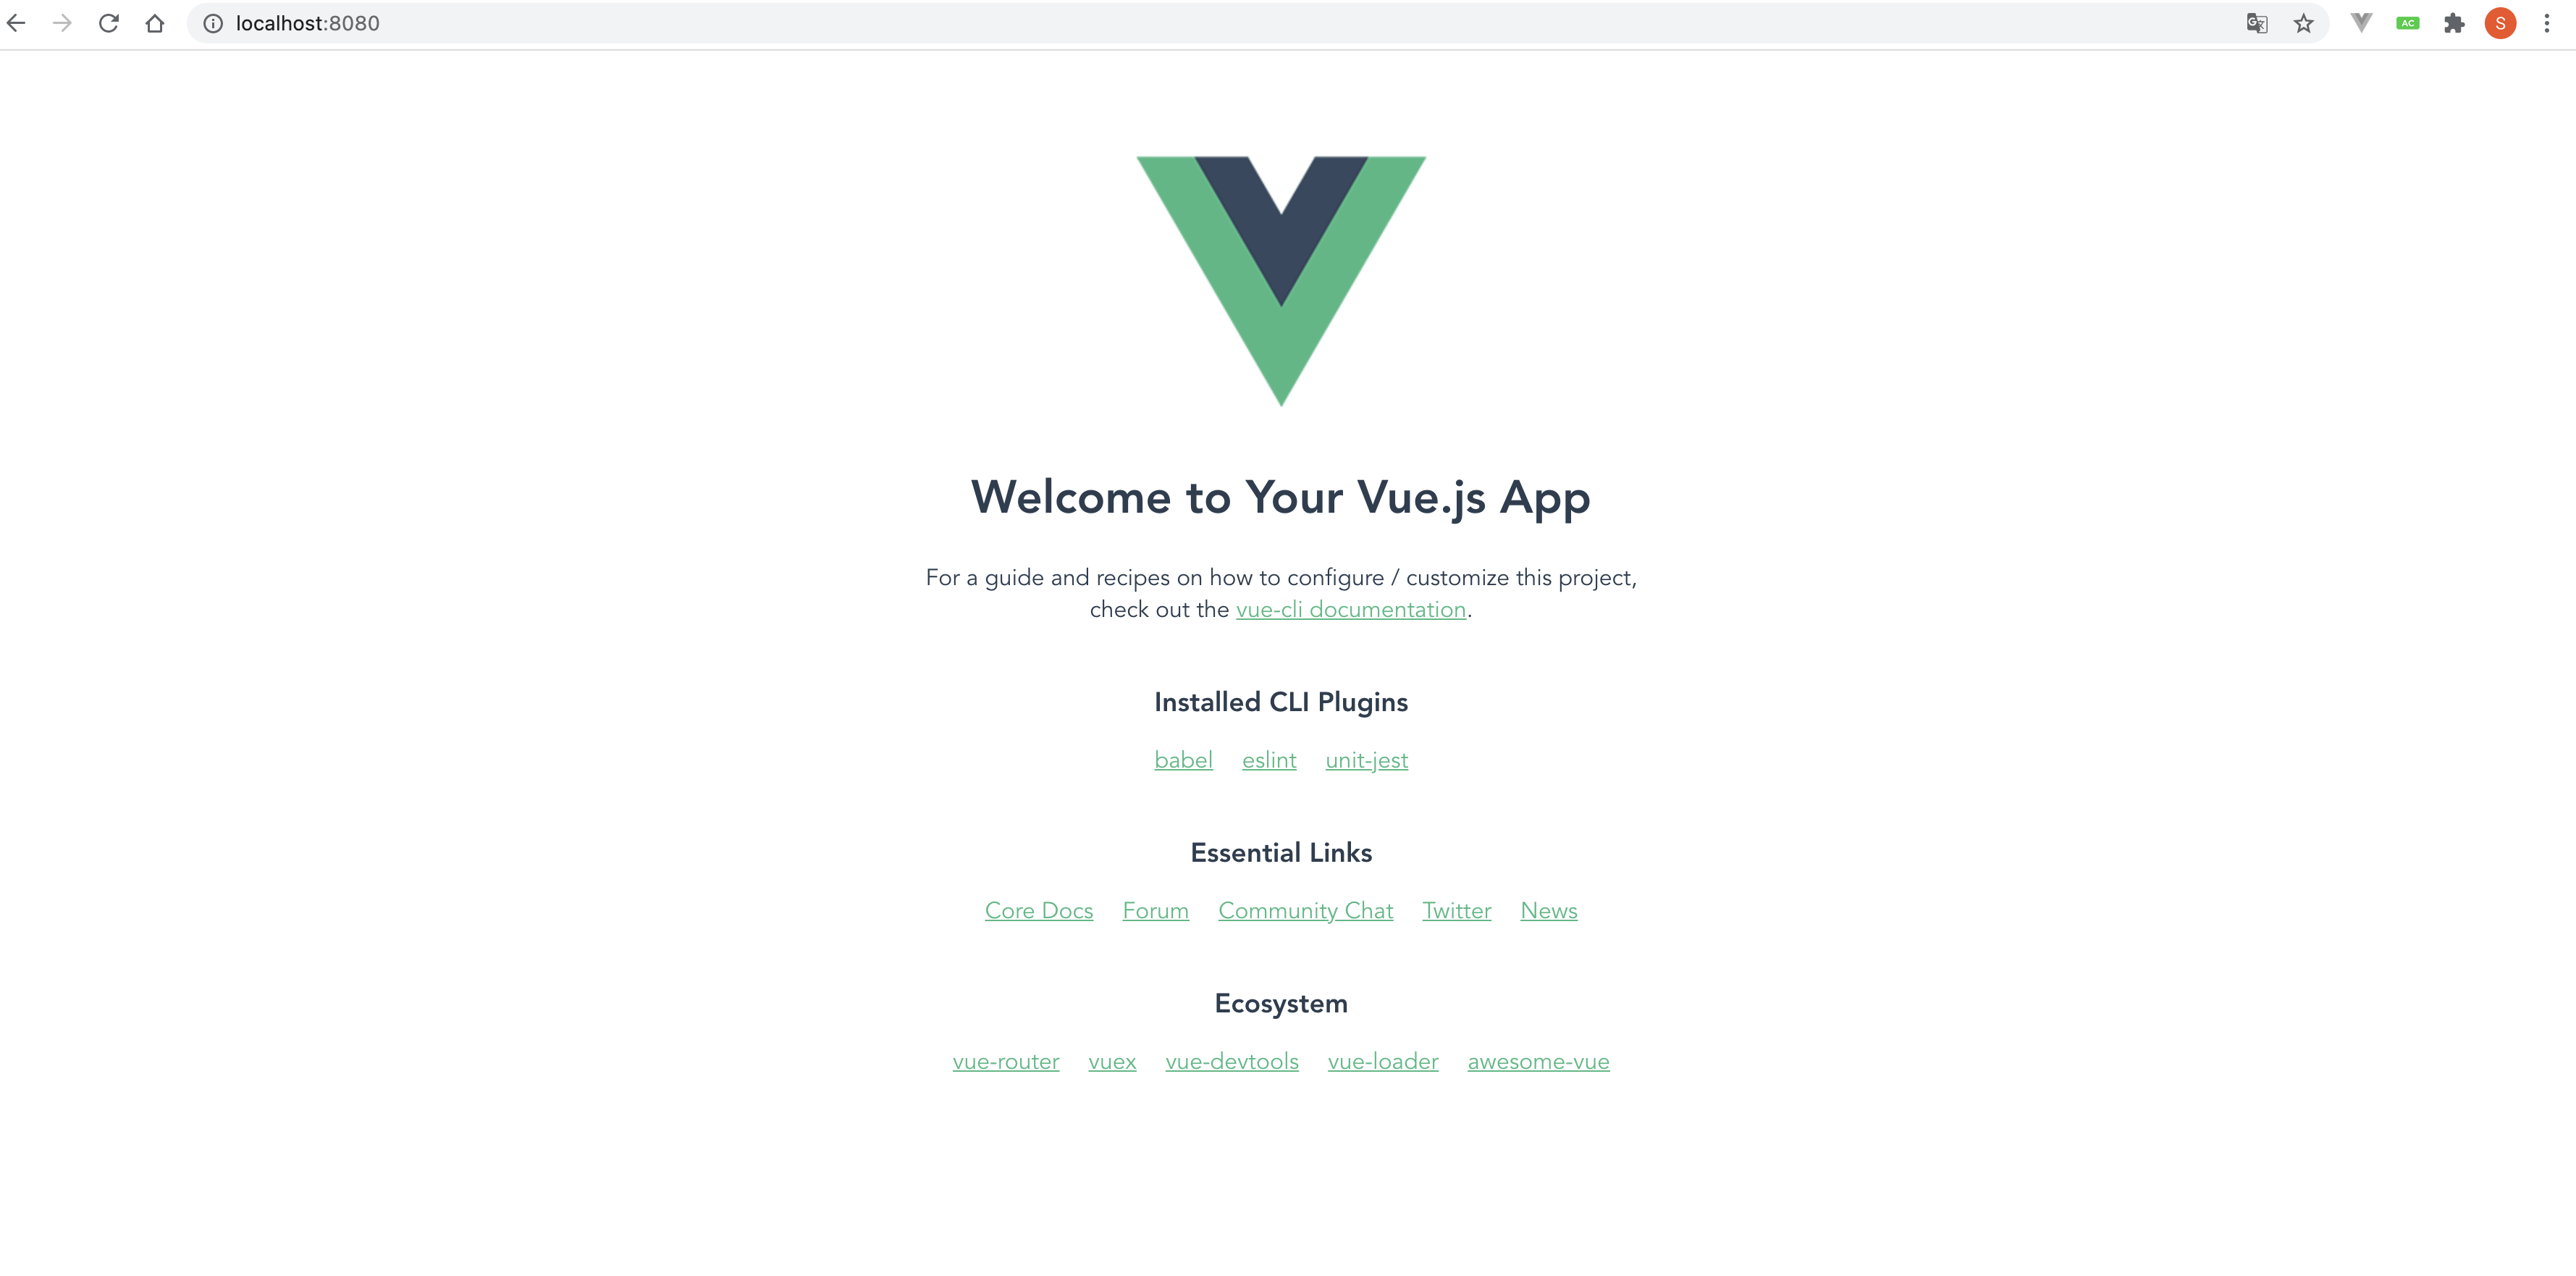 localhost:8080
AC
S
Welcome to Your Vue.js App
For a guide and recipes on how to configure / customize this project,
check out the vue-cli documentation.
Installed CLI Plugins
babel eslint unit-jest
Essential Links
Core Docs Forum Community Chat Twitter News
Ecosystem
vue-router vuex vue-devtools vue-loader awesome-vue